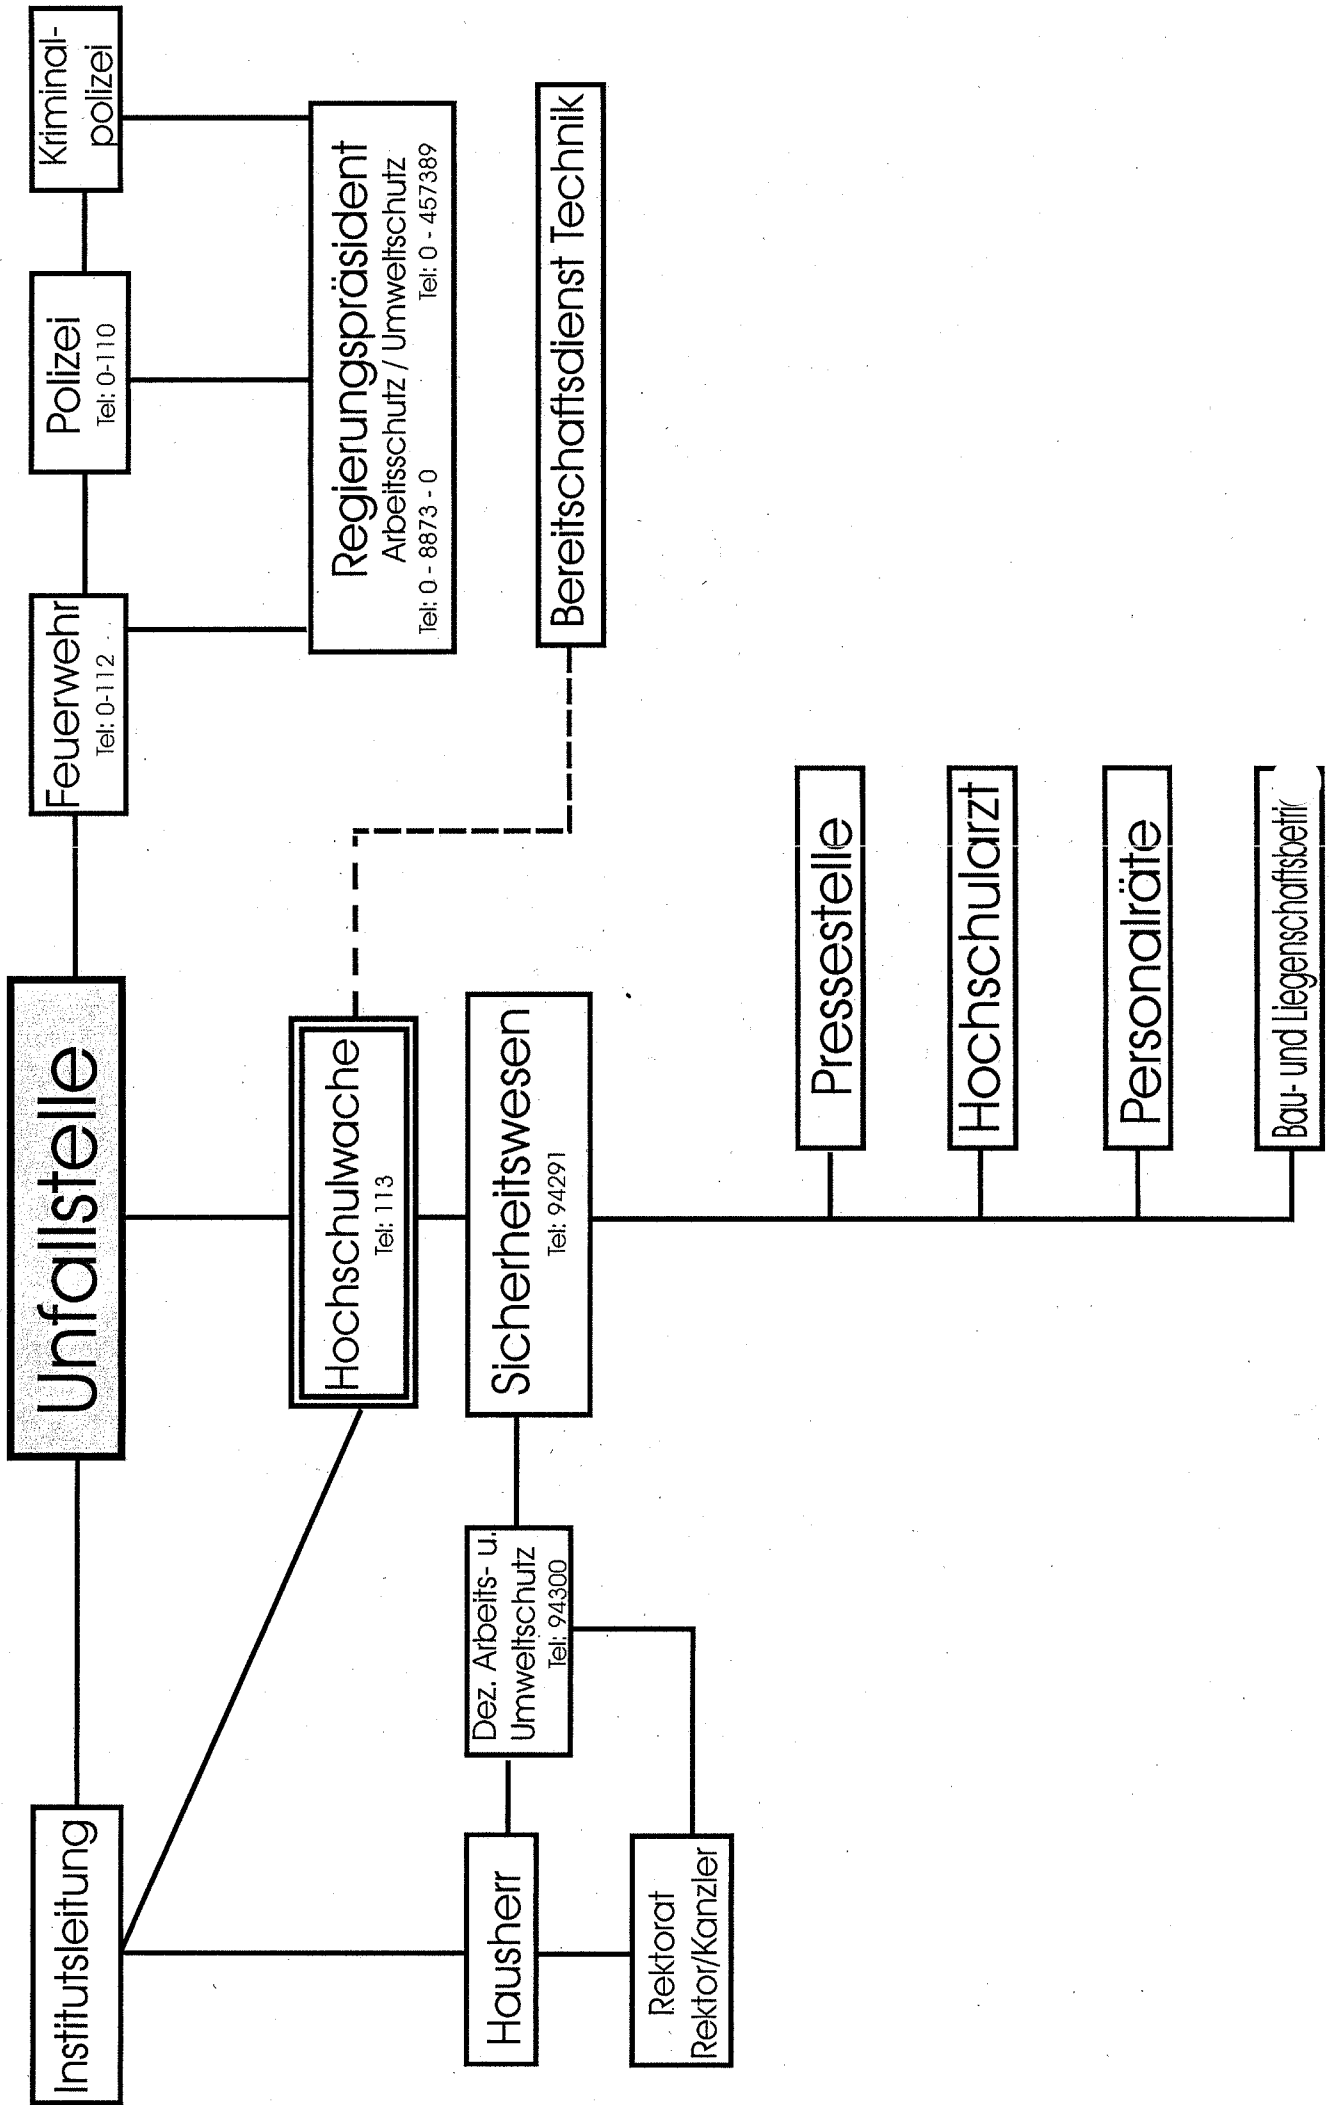 Unfallstelle
Institutsleitung
Feuerwehr
Tel: 0-112
Polizei
Tel: 0-110
Kriminal-
polizei
Hochschulwache
Tel: 113
Regierungspräsident
Arbeitsschutz / Umweltschutz
Tel: 0 - 8873 - 0
Tel: 0 - 457389
Hausherr
Dez. Arbeits- u.
Umweltschutz
Tel: 94300
Sicherheitswesen
Tel: 94291
Bereitschaftsdienst Technik
Rektorat
Rektor/Kanzler
Pressestelle
Hochschularzt
Personalräte
Bau- und